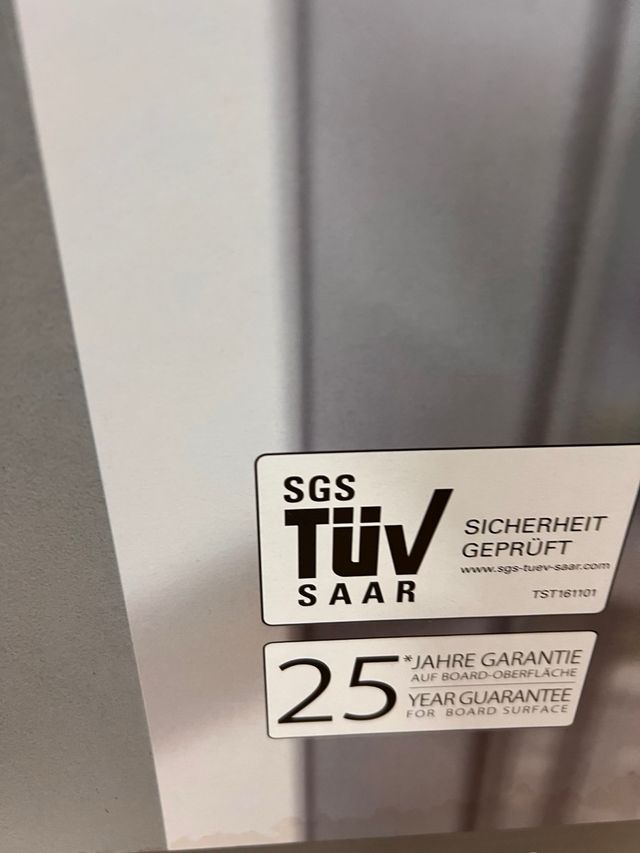 SGS
TÜV
SAAR
SICHERHEIT
GEPRÜFT
www.sgs-tuev-saar.com
TST161101
25 *JAHRE GARANTIE
AUF BOARD-OBERFLÄCHE
YEAR GUARANTEE
FOR BOARD SURFACE